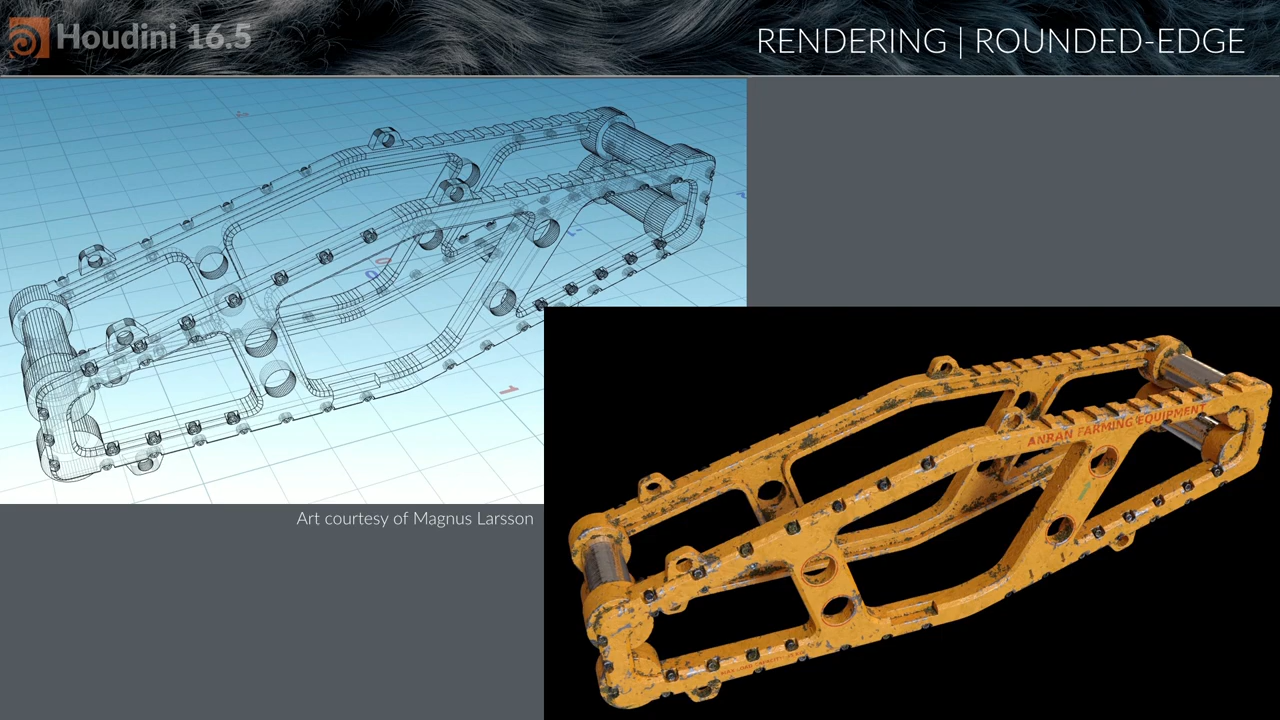 Houdini 16.5
RENDERING | ROUNDED-EDGE
Art courtesy of Magnus Larsson
ANRAN FARMING EQUIPMENT